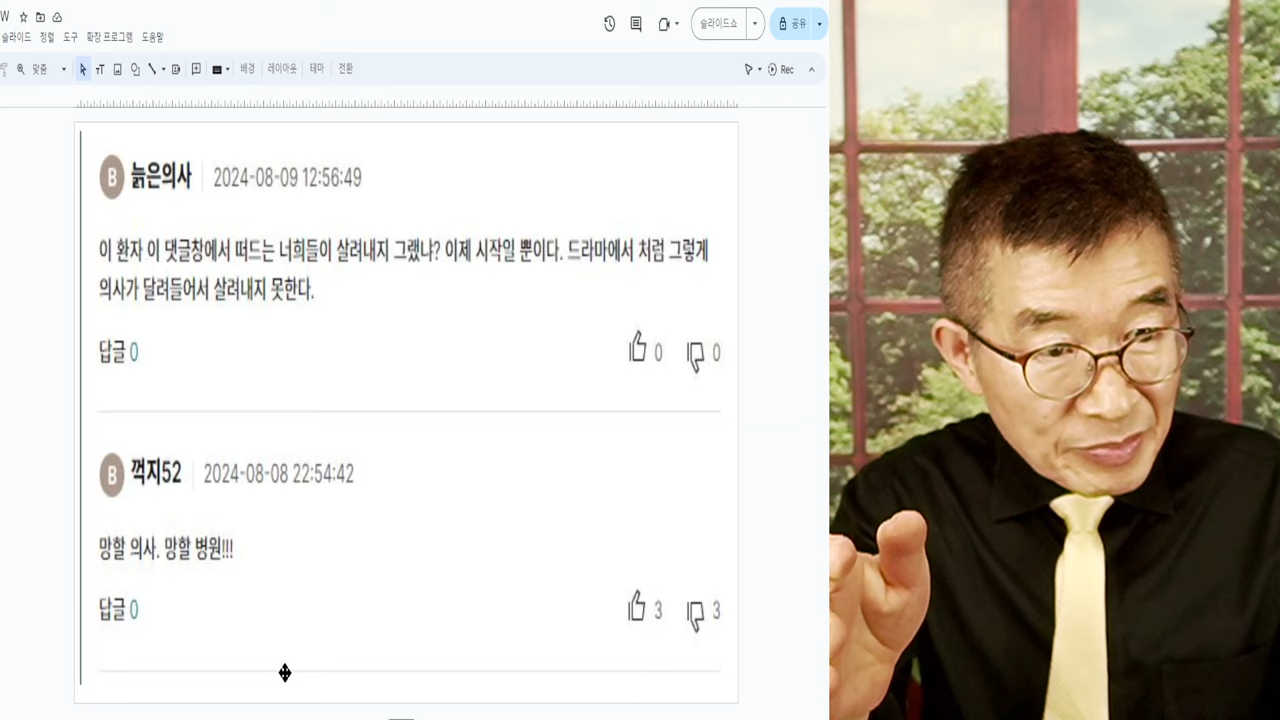 W
슬라이드 정렬 도구 확장 프로그램 도움말
슬라이드쇼
공유
맞춤
배경 레이아웃 테마 전환
Rec
B 늙은의사 2024-08-09 12:56:49
이 환자 이 댓글창에서 떠드는 너희들이 살려내지 그랬냐? 이제 시작일 뿐이다. 드라마에서 처럼 그렇게
의사가 달려들어서 살려내지 못한다.
답글 0 0 0
B 꺽지52 2024-08-08 22:54:42
망할 의사. 망할 병원!!!
답글 0 3 3